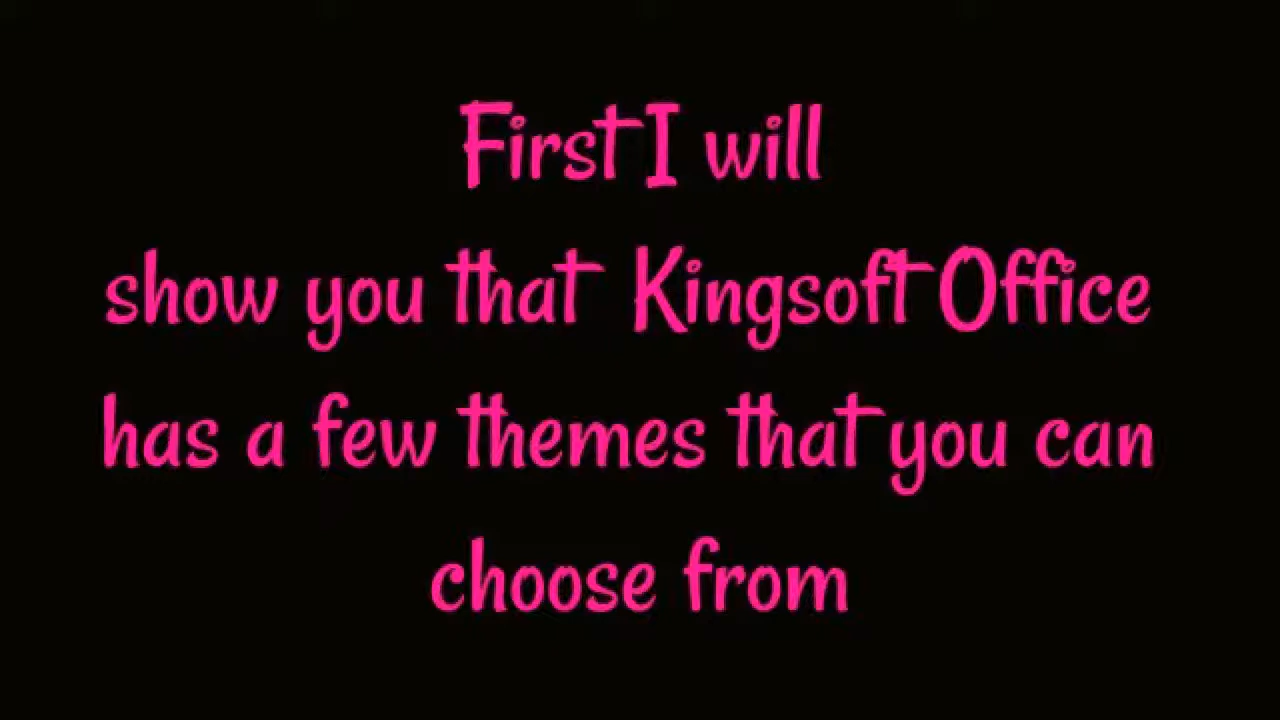 First I will
show you that Kingsoft Office
has a few themes that you can
choose from